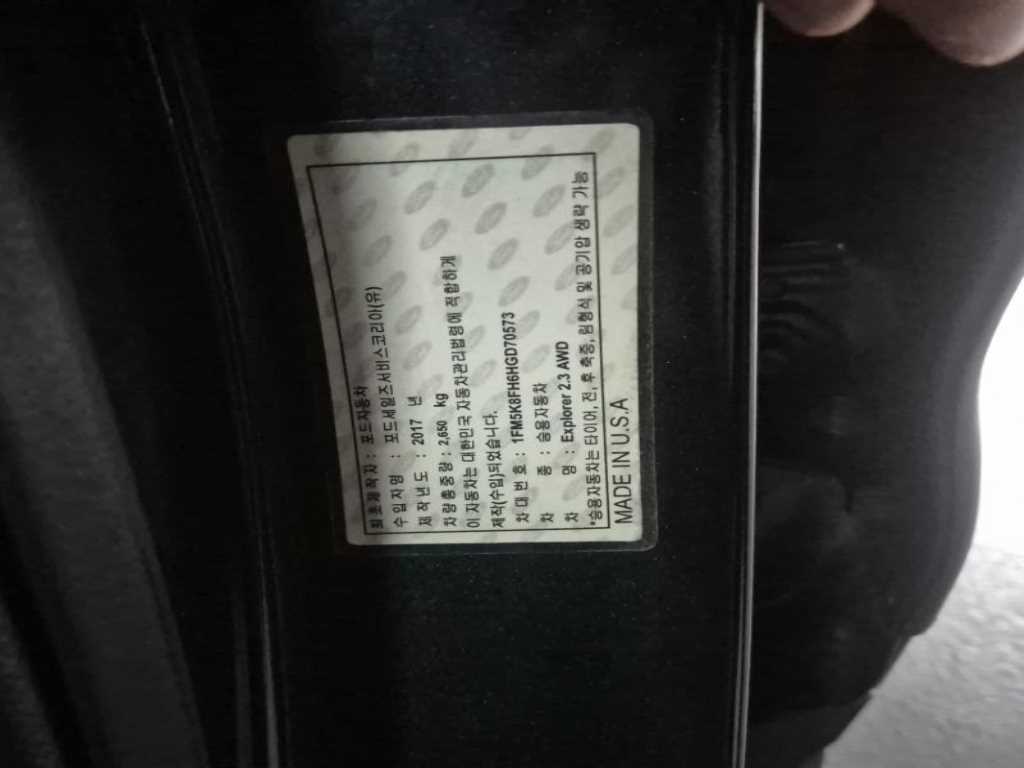 최초제작자 : 포드자동차
수입자명 : 포드세일즈서비스코리아(유)
제작년도 : 2017 년
차량총중량 : 2,650 kg
이 자동차는 대한민국 자동차관리법령에 적합하게
제작(수입)되었습니다.
차대번호 : 1FM5K8FH6HGD70573
차 종 : 승용자동차
차 명 : Explorer 2.3 AWD
*승용자동차는 타이어, 전, 후 축중, 림형식 및 공기압 생략 가능
MADE IN U.S.A